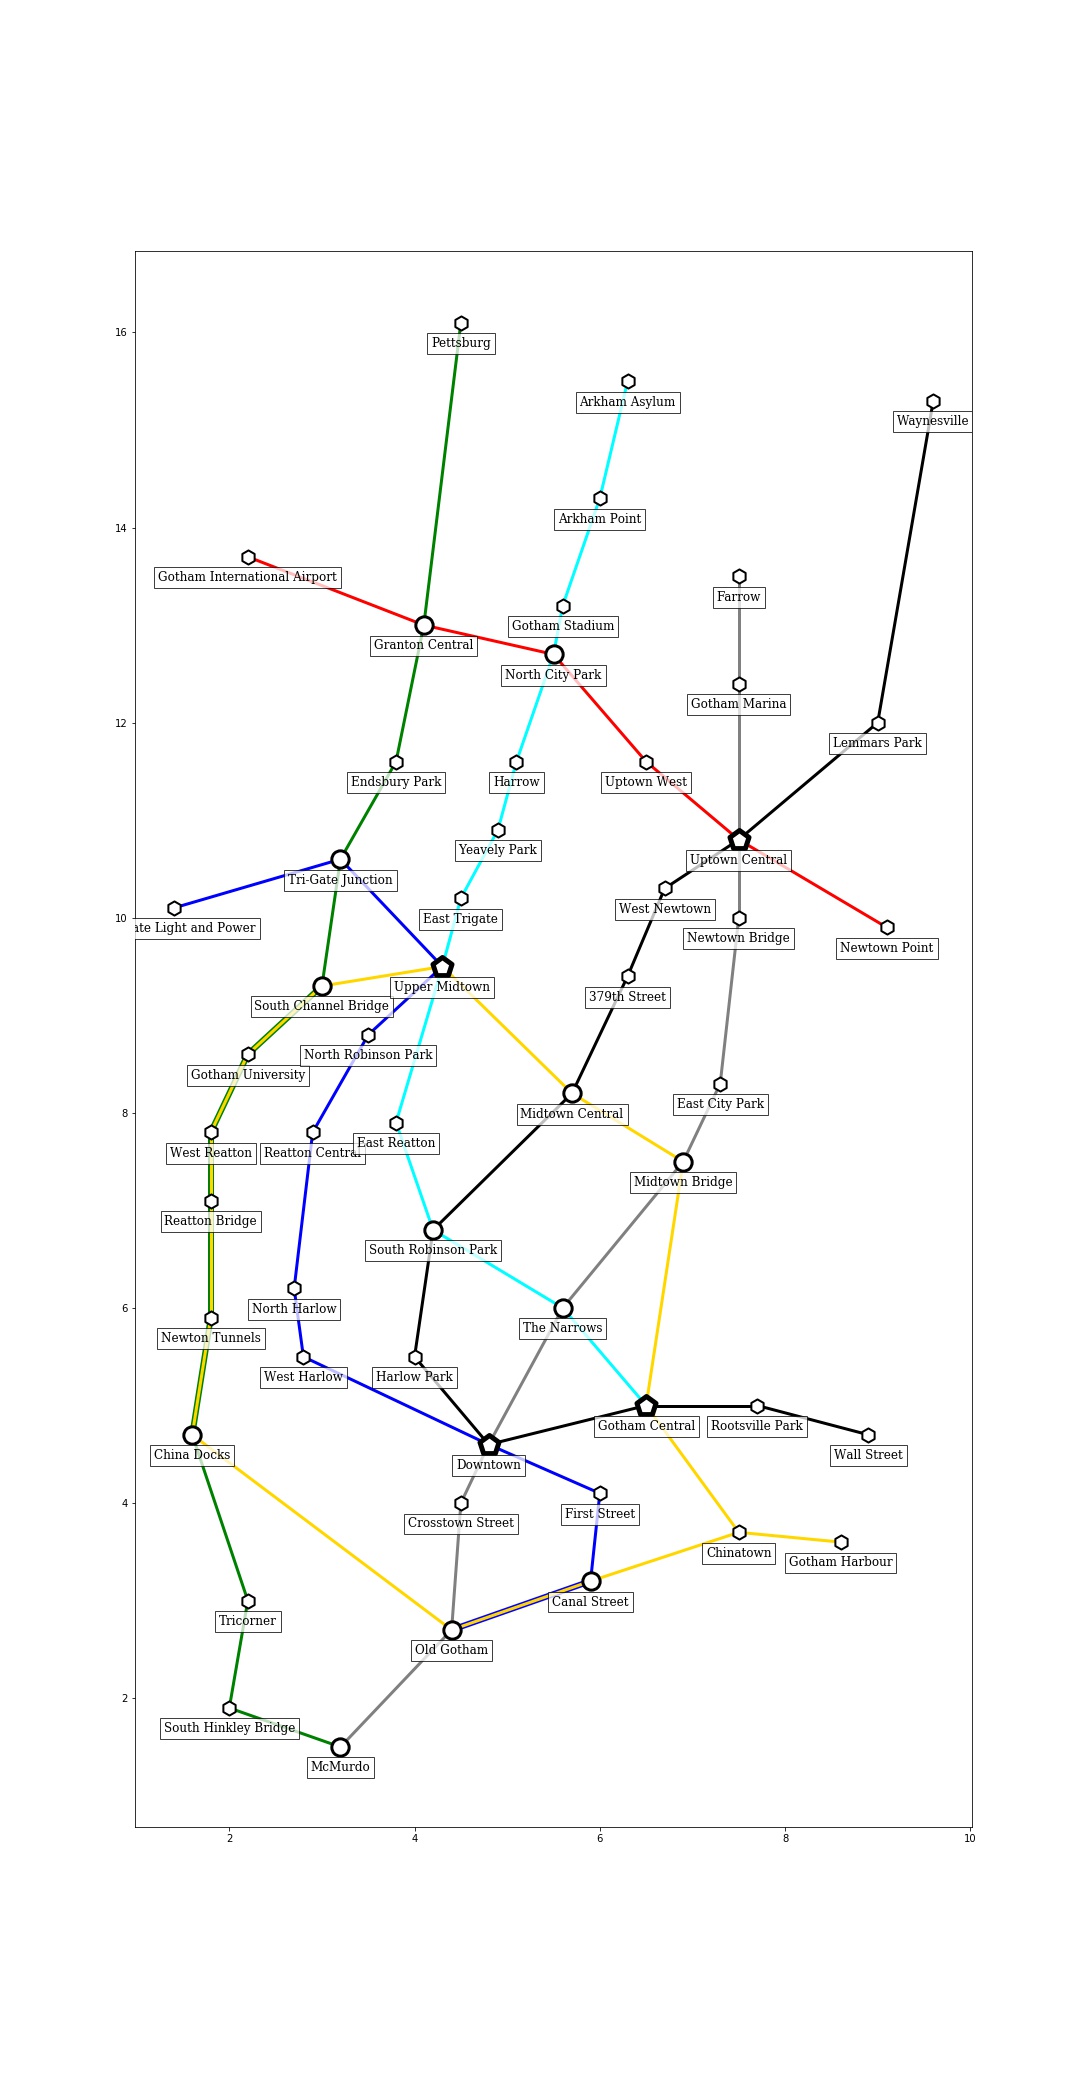 16
Pettsburg
Arkham Asylum
Waynesville
14
Arkham Point
Gotham International Airport
Farrow
Gotham Stadium
Granton Central
North City Park
Gotham Marina
12
Lemmars Park
Endsbury Park
Harrow
Uptown West
Yeavely Park
Uptown Central
Tri-Gate Junction
West Newtown
10
East Trigate
ate Light and Power
Newtown Bridge
Newtown Point
Upper Midtown
379th Street
South Channel Bridge
North Robinson Park
Gotham University
East City Park
8
Midtown Central
East Reatton
West Reatton
Reatton Central
Midtown Bridge
Reatton Bridge
South Robinson Park
6
North Harlow
The Narrows
Newton Tunnels
West Harlow
Harlow Park
Gotham Central
Rootsville Park
China Docks
Wall Street
Downtown
4
First Street
Crosstown Street
Chinatown
Gotham Harbour
Canal Street
Tricorner
Old Gotham
2
South Hinkley Bridge
McMurdo
2
4
6
8
10